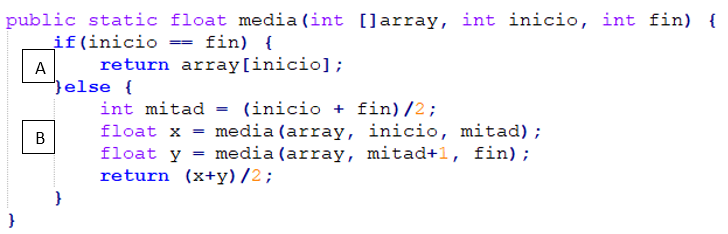 public static float media(int []array, int inicio, int fin) {
if(inicio == fin) {
A
return array[inicio];
}else {
int mitad = (inicio + fin)/2;
B
float x = media(array, inicio, mitad);
float y = media(array, mitad+1, fin);
return (x+y)/2;
}
}